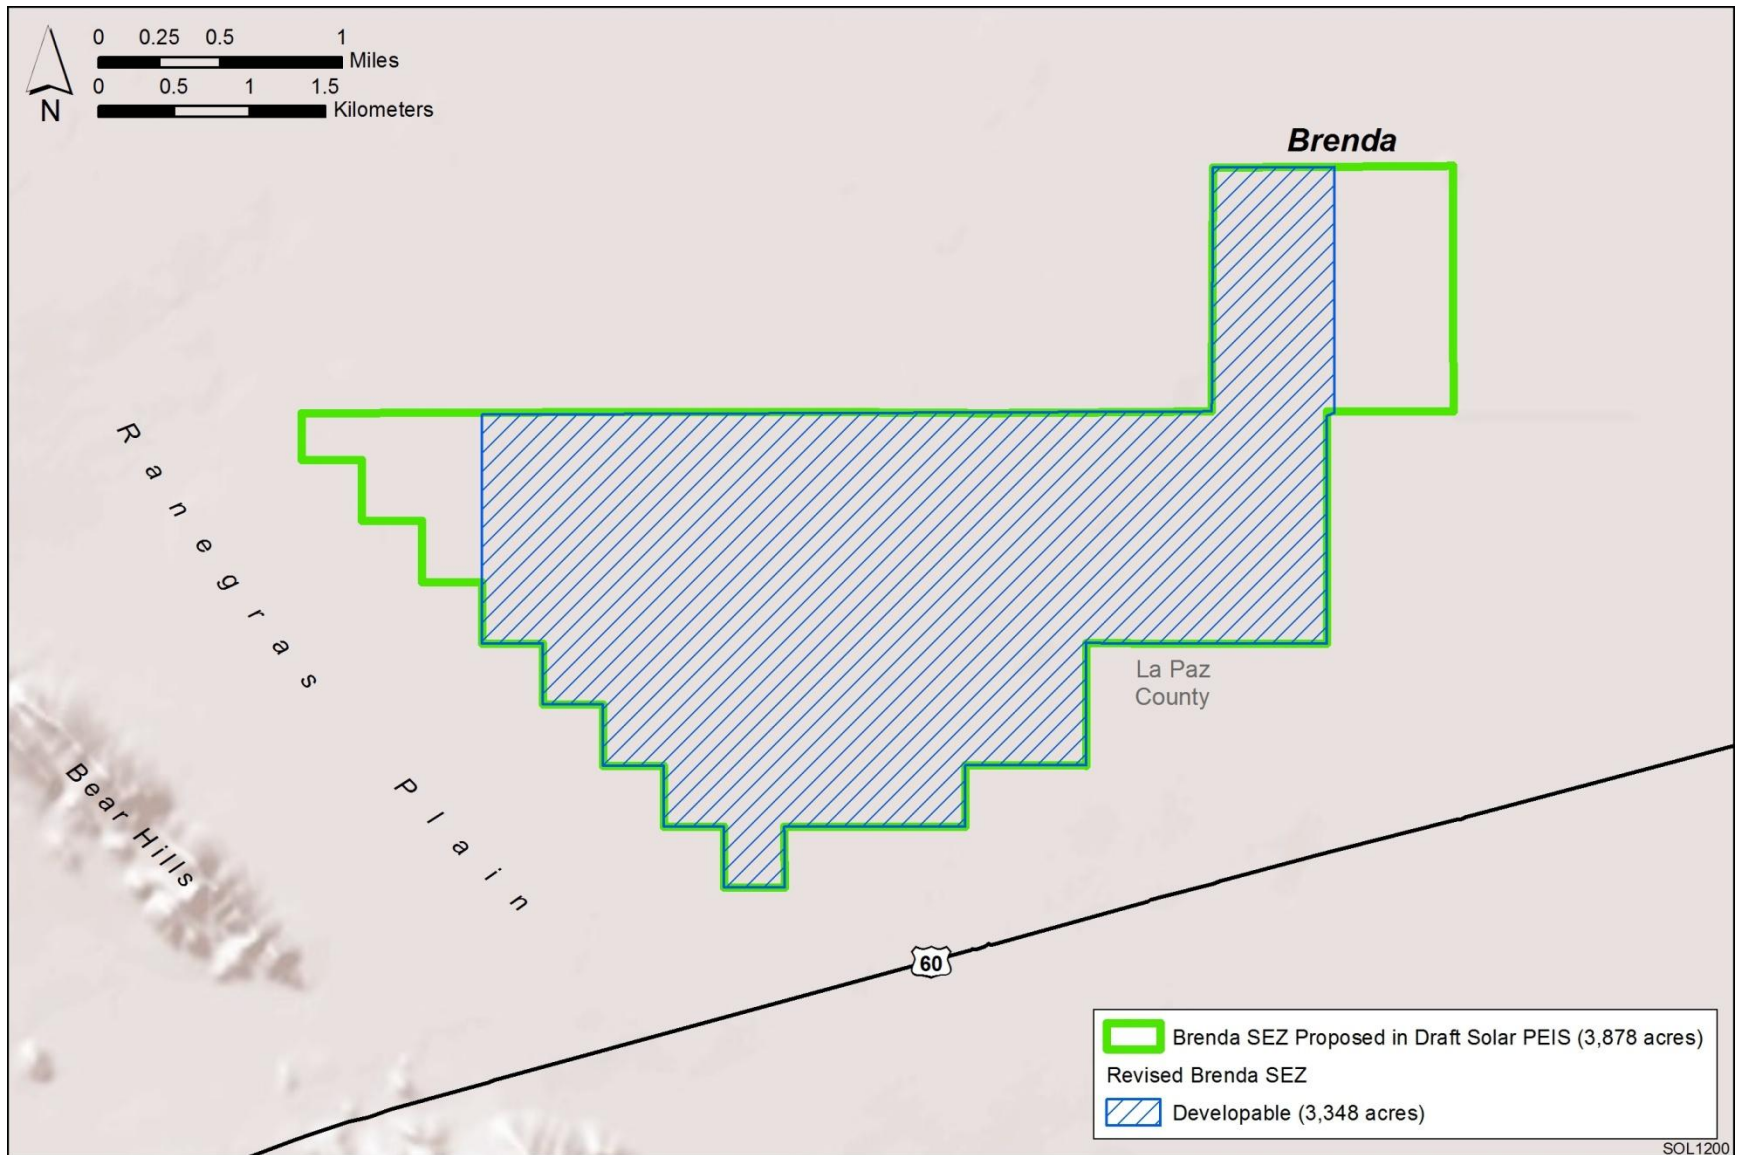 0 0.25 0.5 1
Miles
0 0.5 1 1.5
Kilometers
N
Brenda
Ranegras Plain
La Paz
County
Bear Hills
60
Brenda SEZ Proposed in Draft Solar PEIS (3,878 acres)
Revised Brenda SEZ
Developable (3,348 acres)
SOL1200